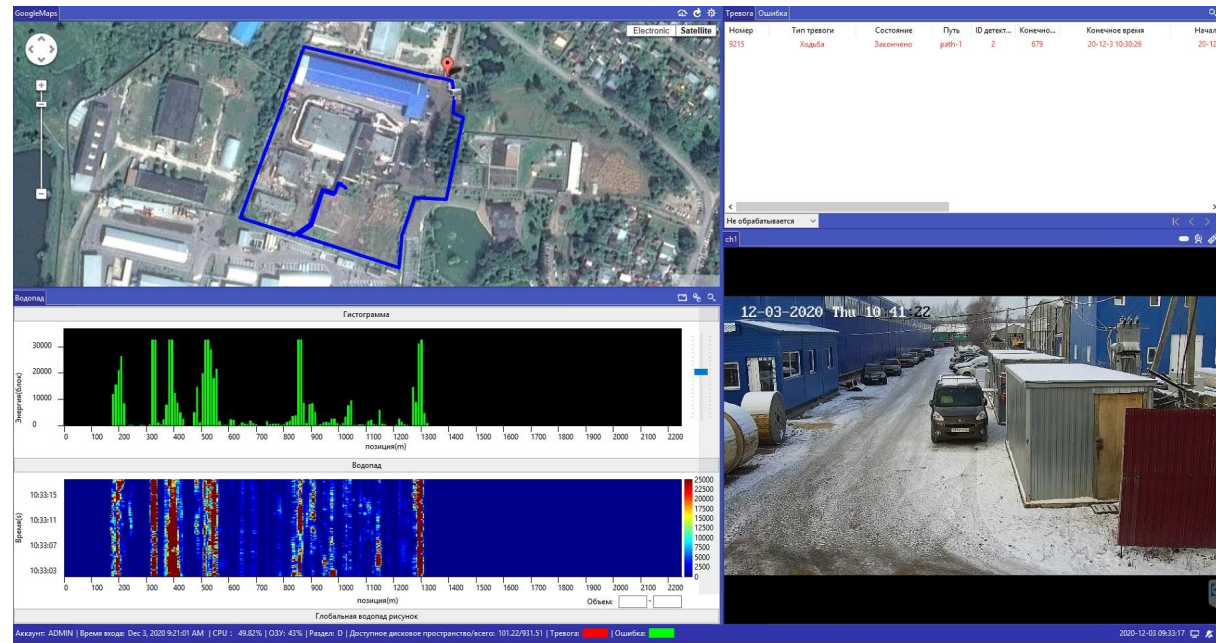 GoogleMaps
Electronic Satellite
Тревога Ошибка
Номер Тип тревоги Состояние Путь ID детект... Конечно... Конечное время Начал
9215 Ходьба Закончено path-1 2 679 20-12-3 10:30:26 20-12
Не обрабатывается
ch1
12-03-2020 Thu 10:41:22
Водопад
Гистограмма
Энергия(блок)
30000
20000
10000
0
0 100 200 300 400 500 600 700 800 900 1000 1100 1200 1300 1400 1500 1600 1700 1800 1900 2000 2100 2200
позиция(m)
Водопад
Время(s)
10:33:15
10:33:11
10:33:07
10:33:03
25000
22500
20000
17500
15000
12500
10000
7500
5000
2500
0
0 100 200 300 400 500 600 700 800 900 1000 1100 1200 1300 1400 1500 1600 1700 1800 1900 2000 2100 2200
позиция(m)
Объем: -
Глобальная водопад рисунок
Аккаунт: ADMIN | Время входа: Dec 3, 2020 9:21:01 AM | CPU : 49.82% | ОЗУ: 43% | Раздел: D | Доступное дисковое пространство/всего: 101.22/931.51 | Тревога: | Ошибка:
2020-12-03 09:33:17